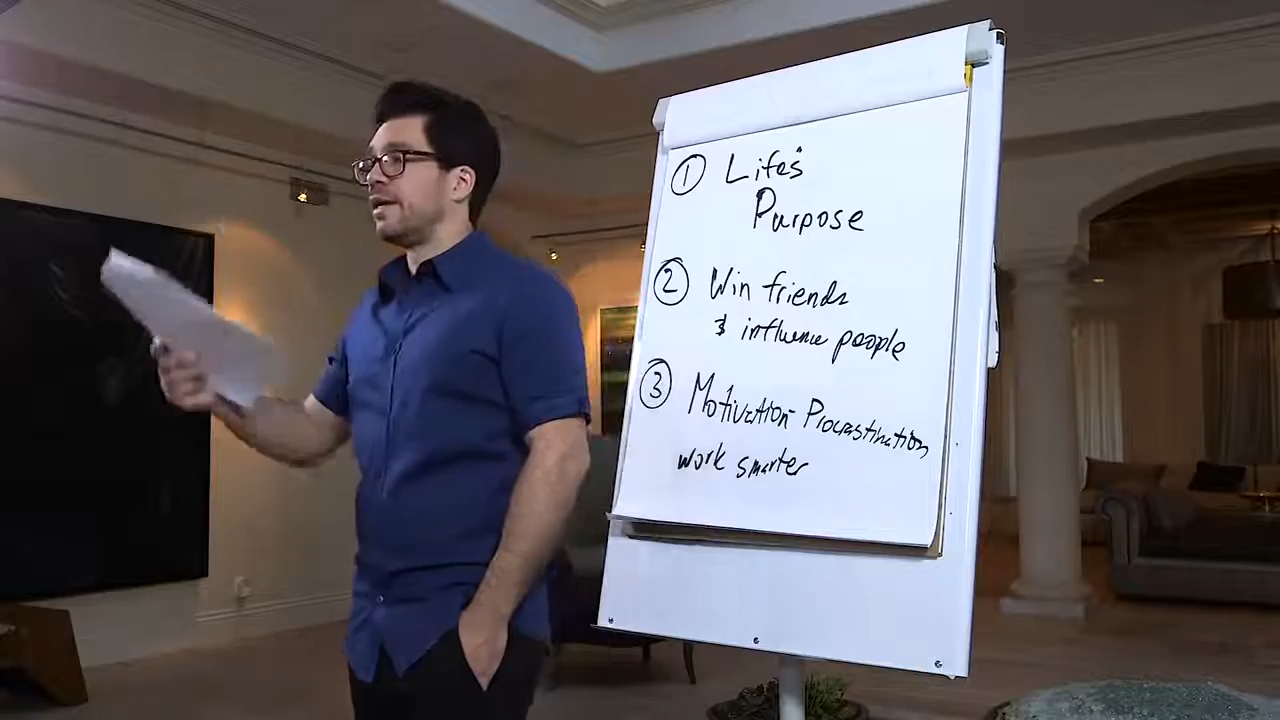 ① Life's
Purpose
② Win friends
& influence people
③ Motivation - Procrastination
work smarter